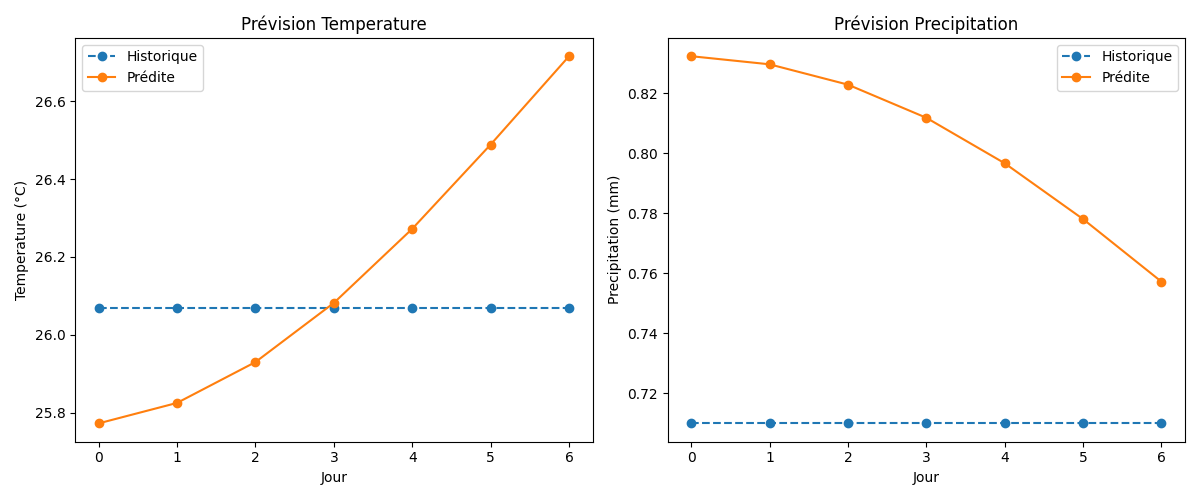 Prévision Temperature
Historique
Prédite
26.6
26.4
26.2
26.0
25.8
Temperature (°C)
0 1 2 3 4 5 6
Jour
Prévision Precipitation
Historique
Prédite
0.82
0.80
0.78
0.76
0.74
0.72
Precipitation (mm)
0 1 2 3 4 5 6
Jour